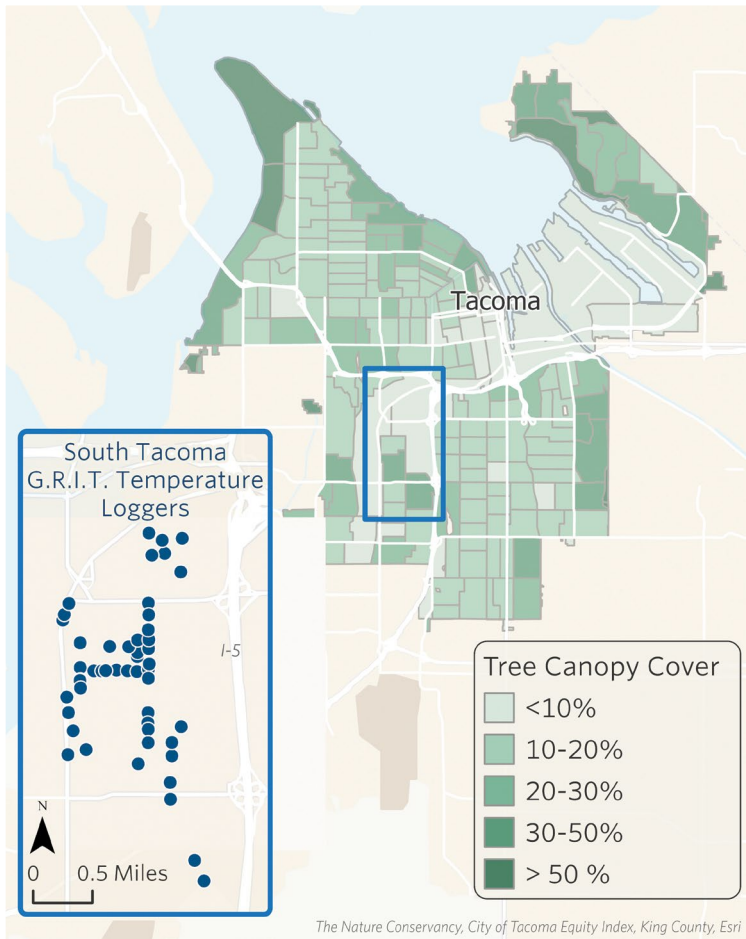 Tacoma
South Tacoma
G.R.I.T. Temperature
Loggers
I-5
N
0 0.5 Miles
Tree Canopy Cover
<10%
10-20%
20-30%
30-50%
> 50 %
The Nature Conservancy, City of Tacoma Equity Index, King County, Esri